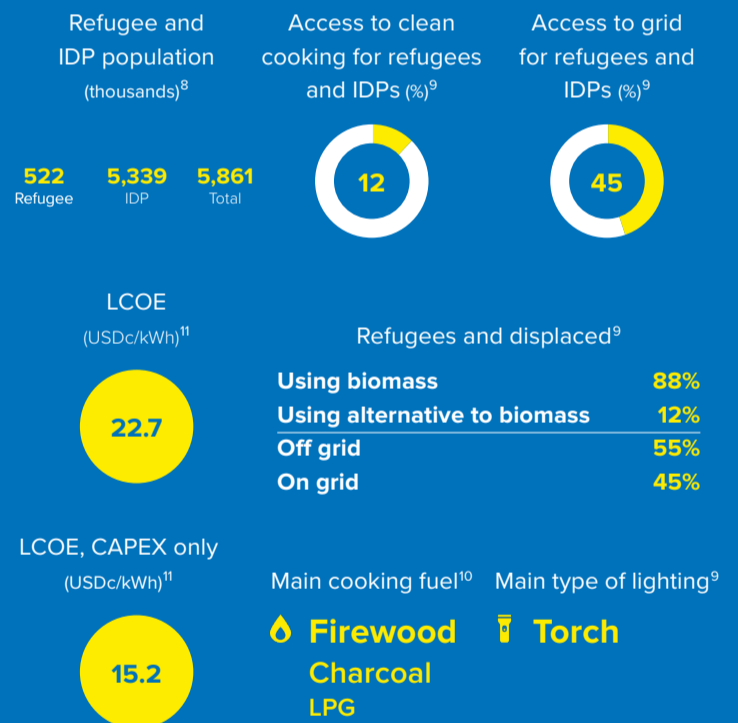 Refugee and
IDP population
(thousands)8
522
Refugee
5,339
IDP
5,861
Total
Access to clean
cooking for refugees
and IDPs (%)9
12
Access to grid
for refugees and
IDPs (%)9
45
LCOE
(USDc/kWh)11
22.7
Refugees and displaced9
Using biomass 88%
Using alternative to biomass 12%
Off grid 55%
On grid 45%
LCOE, CAPEX only
(USDc/kWh)11
15.2
Main cooking fuel10
Firewood
Charcoal
LPG
Main type of lighting9
Torch